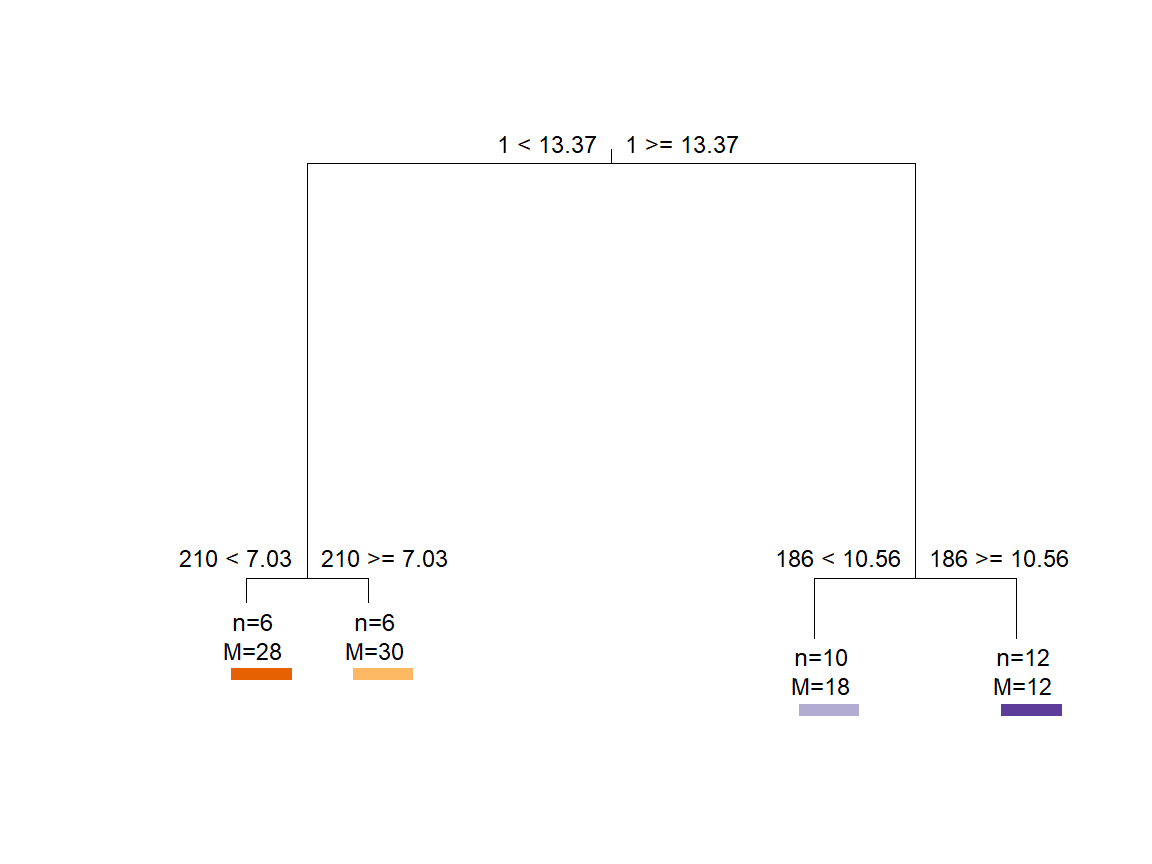 1 < 13.37 1 >= 13.37
210 < 7.03 210 >= 7.03 186 < 10.56 186 >= 10.56
n=6 n=6
M=28 M=30
n=10 n=12
M=18 M=12